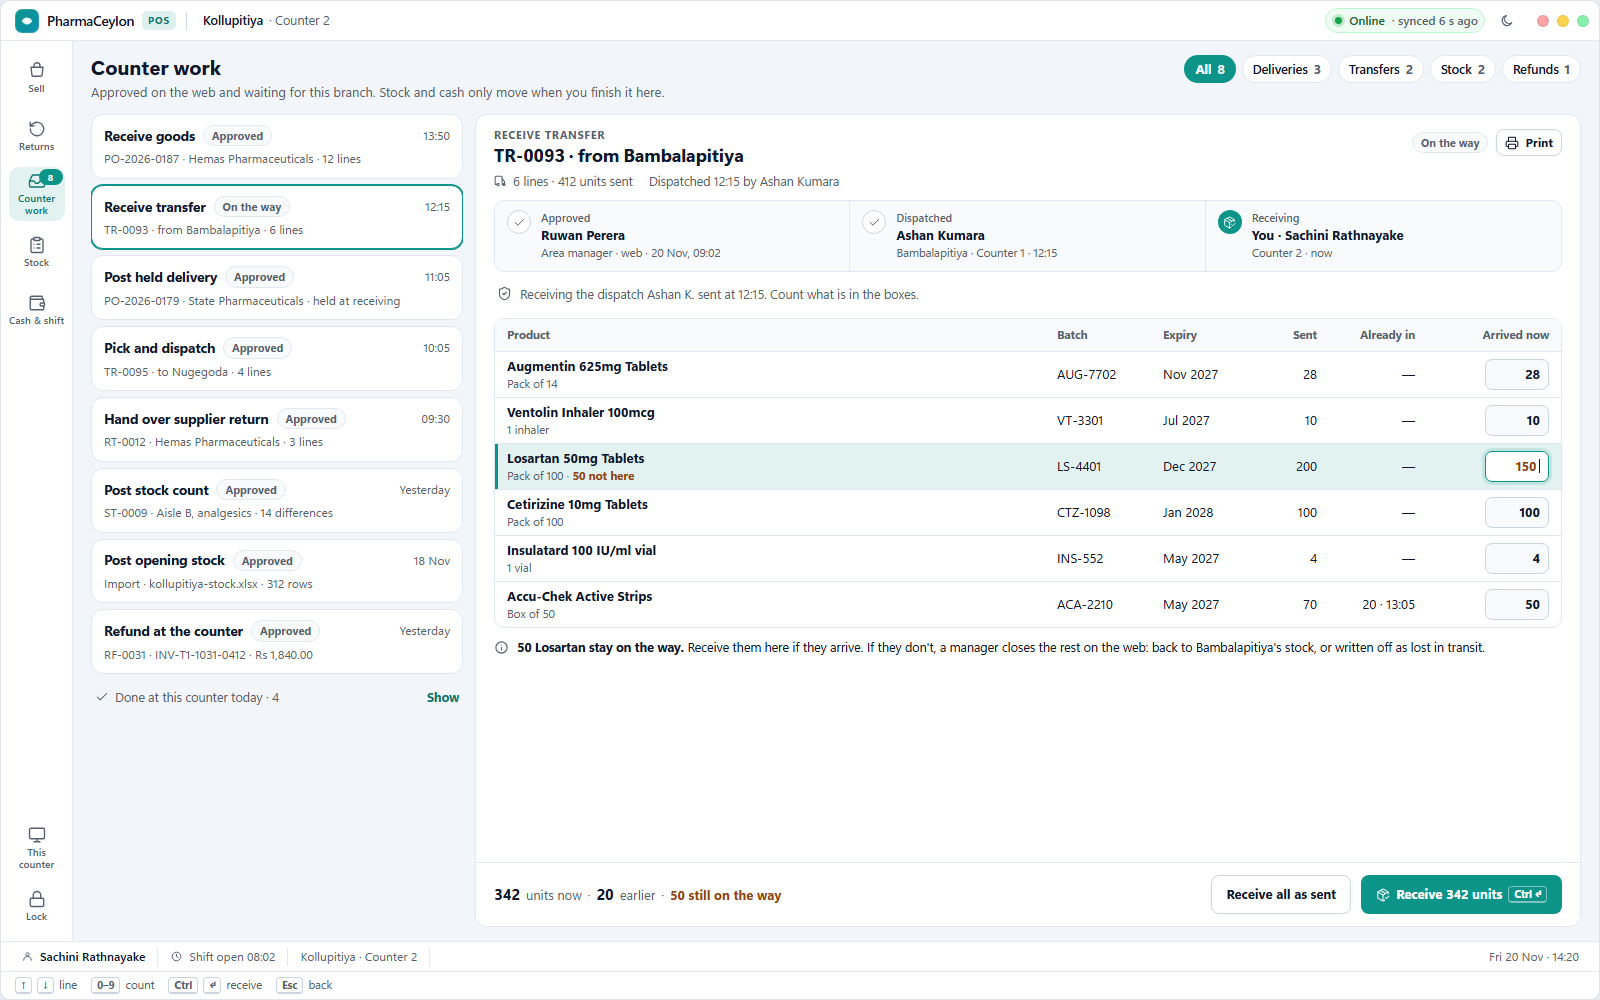 PharmaCeylon POS
Kollupitiya · Counter 2
Online · synced 6 s ago
Sell
Returns
8
Counter work
Stock
Cash & shift
This counter
Lock
Counter work
Approved on the web and waiting for this branch. Stock and cash only move when you finish it here.
All 8
Deliveries 3
Transfers 2
Stock 2
Refunds 1
Receive goods Approved 13:50
PO-2026-0187 · Hemas Pharmaceuticals · 12 lines
Receive transfer On the way 12:15
TR-0093 · from Bambalapitiya · 6 lines
Post held delivery Approved 11:05
PO-2026-0179 · State Pharmaceuticals · held at receiving
Pick and dispatch Approved 10:05
TR-0095 · to Nugegoda · 4 lines
Hand over supplier return Approved 09:30
RT-0012 · Hemas Pharmaceuticals · 3 lines
Post stock count Approved Yesterday
ST-0009 · Aisle B, analgesics · 14 differences
Post opening stock Approved 18 Nov
Import · kollupitiya-stock.xlsx · 312 rows
Refund at the counter Approved Yesterday
RF-0031 · INV-T1-1031-0412 · Rs 1,840.00
Done at this counter today · 4 Show
RECEIVE TRANSFER
TR-0093 · from Bambalapitiya
On the way
Print
6 lines · 412 units sent Dispatched 12:15 by Ashan Kumara
Approved
Ruwan Perera
Area manager · web · 20 Nov, 09:02
Dispatched
Ashan Kumara
Bambalapitiya · Counter 1 · 12:15
Receiving
You · Sachini Rathnayake
Counter 2 · now
Receiving the dispatch Ashan K. sent at 12:15. Count what is in the boxes.
Product Batch Expiry Sent Already in Arrived now
Augmentin 625mg Tablets
Pack of 14
AUG-7702 Nov 2027 28 — 28
Ventolin Inhaler 100mcg
1 inhaler
VT-3301 Jul 2027 10 — 10
Losartan 50mg Tablets
Pack of 100 · 50 not here
LS-4401 Dec 2027 200 — 150
Cetirizine 10mg Tablets
Pack of 100
CTZ-1098 Jan 2028 100 — 100
Insulatard 100 IU/ml vial
1 vial
INS-552 May 2027 4 — 4
Accu-Chek Active Strips
Box of 50
ACA-2210 May 2027 70 20 · 13:05 50
50 Losartan stay on the way. Receive them here if they arrive. If they don't, a manager closes the rest on the web: back to Bambalapitiya's stock, or written off as lost in transit.
342 units now · 20 earlier · 50 still on the way
Receive all as sent
Receive 342 units Ctrl ↵
Sachini Rathnayake
Shift open 08:02
Kollupitiya · Counter 2
Fri 20 Nov · 14:20
↑ ↓ line 0–9 count Ctrl ↵ receive Esc back